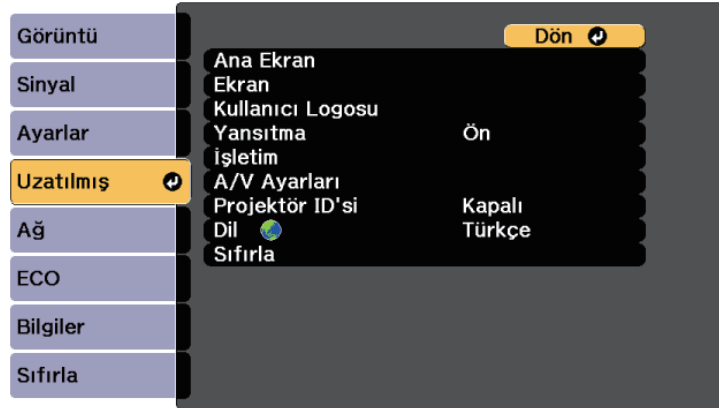 Görüntü
Sinyal
Ayarlar
Uzatılmış
Ağ
ECO
Bilgiler
Sıfırla
Dön
Ana Ekran
Ekran
Kullanıcı Logosu
Yansıtma Ön
İşletim
A/V Ayarları
Projektör ID'si Kapalı
Dil Türkçe
Sıfırla